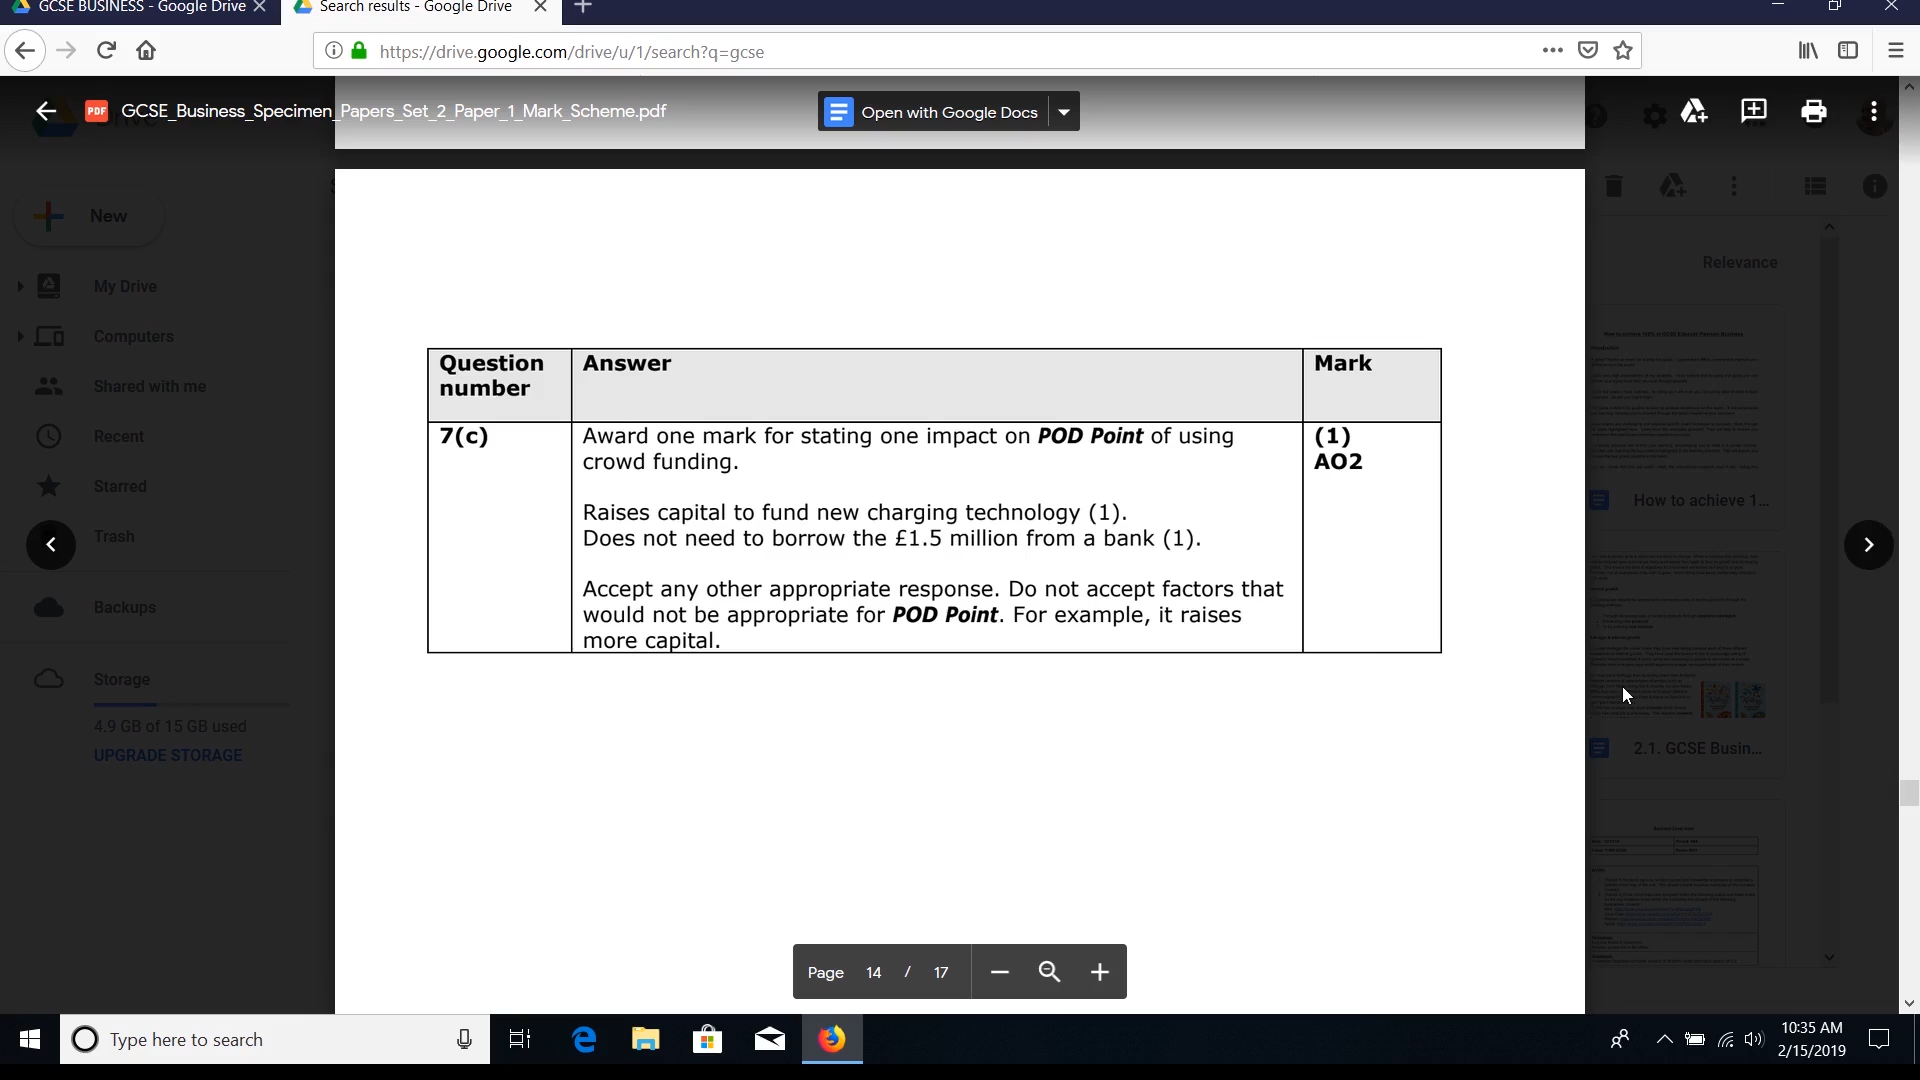 GCSE BUSINESS - Google Drive
Search results - Google Drive
https://drive.google.com/drive/u/1/search?q=gcse
PDF
GCSE_Business_Specimen_Papers_Set_2_Paper_1_Mark_Scheme.pdf
Open with Google Docs
New
My Drive
Computers
Shared with me
Recent
Starred
Trash
Backups
Storage
4.9 GB of 15 GB used
UPGRADE STORAGE
Question number
Answer
Mark
7(c)
Award one mark for stating one impact on POD Point of using
crowd funding.
Raises capital to fund new charging technology (1).
Does not need to borrow the £1.5 million from a bank (1).
Accept any other appropriate response. Do not accept factors that
would not be appropriate for POD Point. For example, it raises
more capital.
(1)
AO2
Relevance
How to achieve 1...
2.1. GCSE Busin...
Page 14 / 17
Type here to search
10:35 AM
2/15/2019